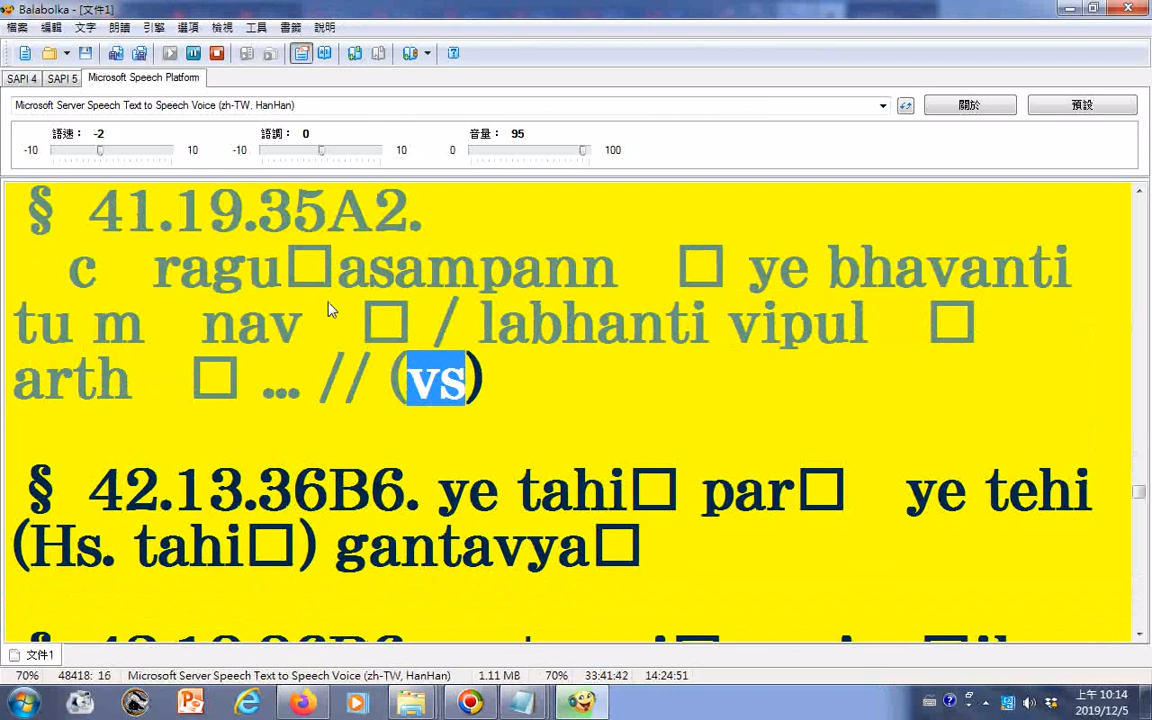 Balabolka - [文件1]
檔案 編輯 文字 朗讀 引擎 選項 檢視 工具 書籤 說明
SAPI 4 SAPI 5 Microsoft Speech Platform
Microsoft Server Speech Text to Speech Voice (zh-TW, HanHan) 關於 預設
語速： -2 語調： 0 音量： 95
-10 10 -10 10 0 100
§ 41.19.35A2.
c ragu□asampann □ ye bhavanti
tu m nav □ / labhanti vipul □
arth □ ... // (vs)
§ 42.13.36B6. ye tahi□ par□ ye tehi
(Hs. tahi□) gantavya□
文件1
70% 48418: 16 Microsoft Server Speech Text to Speech Voice (zh-TW, HanHan) 1.11 MB 70% 33:41:42 14:24:51
上午 10:14
2019/12/5